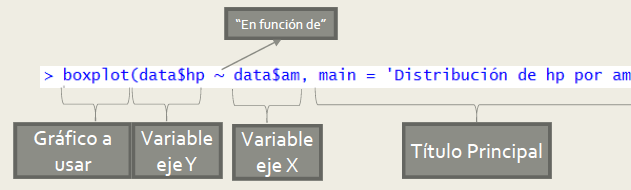 "En función de"
> boxplot(data$hp ~ data$am, main = 'Distribución de hp por am
Gráfico a
usar
Variable
eje Y
Variable
eje X
Título Principal